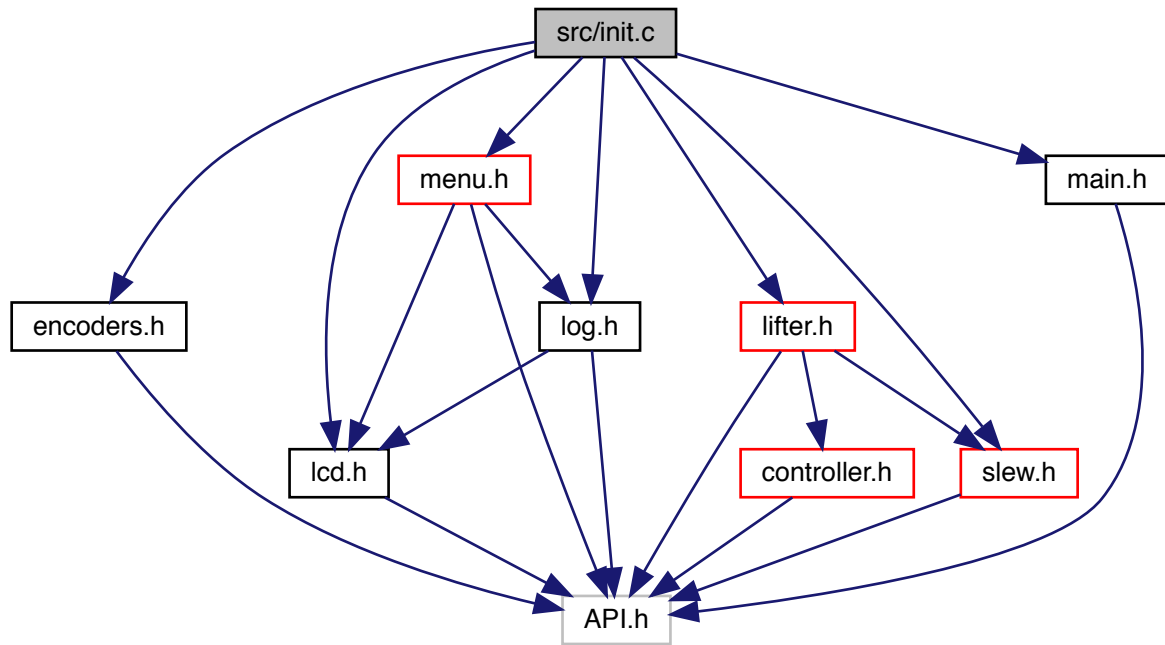 src/init.c
menu.h
main.h
encoders.h
log.h
lifter.h
lcd.h
controller.h
slew.h
API.h